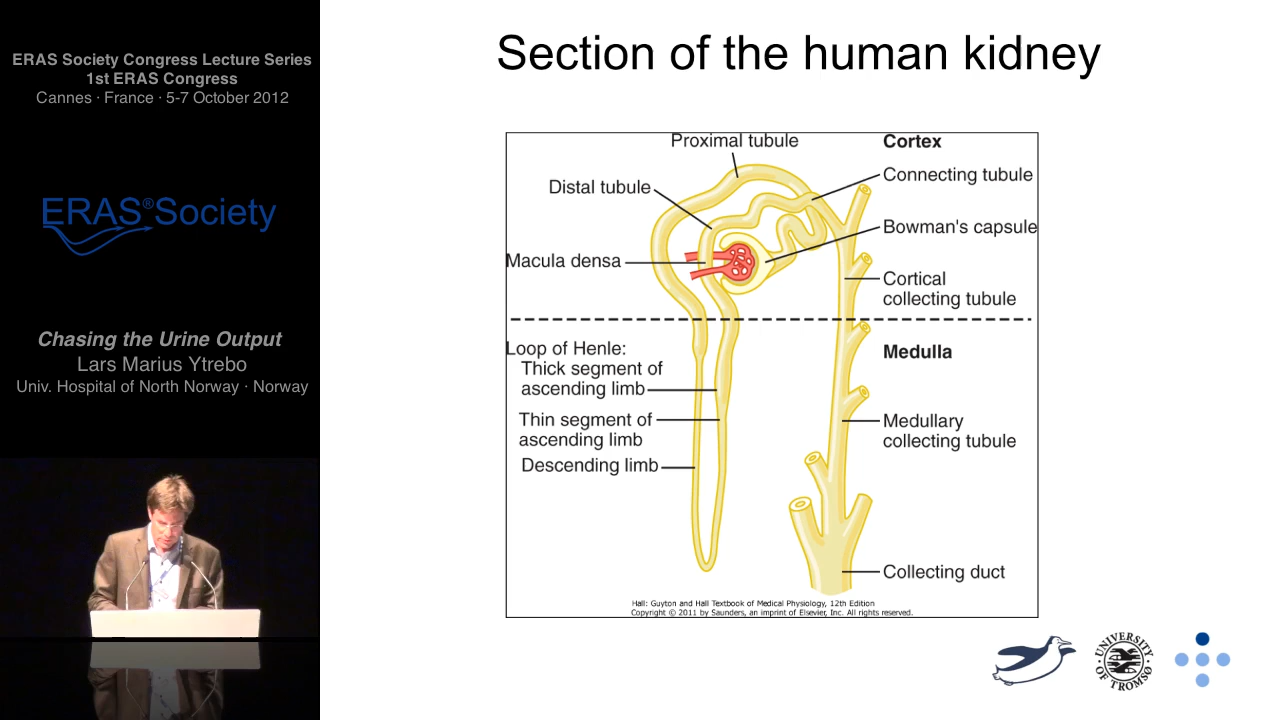 ERAS Society Congress Lecture Series
1st ERAS Congress
Cannes · France · 5-7 October 2012
ERAS®Society
Chasing the Urine Output
Lars Marius Ytrebo
Univ. Hospital of North Norway · Norway
Section of the human kidney
Proximal tubule
Cortex
Connecting tubule
Distal tubule
Bowman's capsule
Macula densa
Cortical
collecting tubule
Loop of Henle:
Thick segment of
ascending limb
Medulla
Thin segment of
ascending limb
Medullary
collecting tubule
Descending limb
Collecting duct
Hall: Guyton and Hall Textbook of Medical Physiology, 12th Edition
Copyright © 2011 by Saunders, an imprint of Elsevier, Inc. All rights reserved.
UNIVERSITY
OF TROMSØ